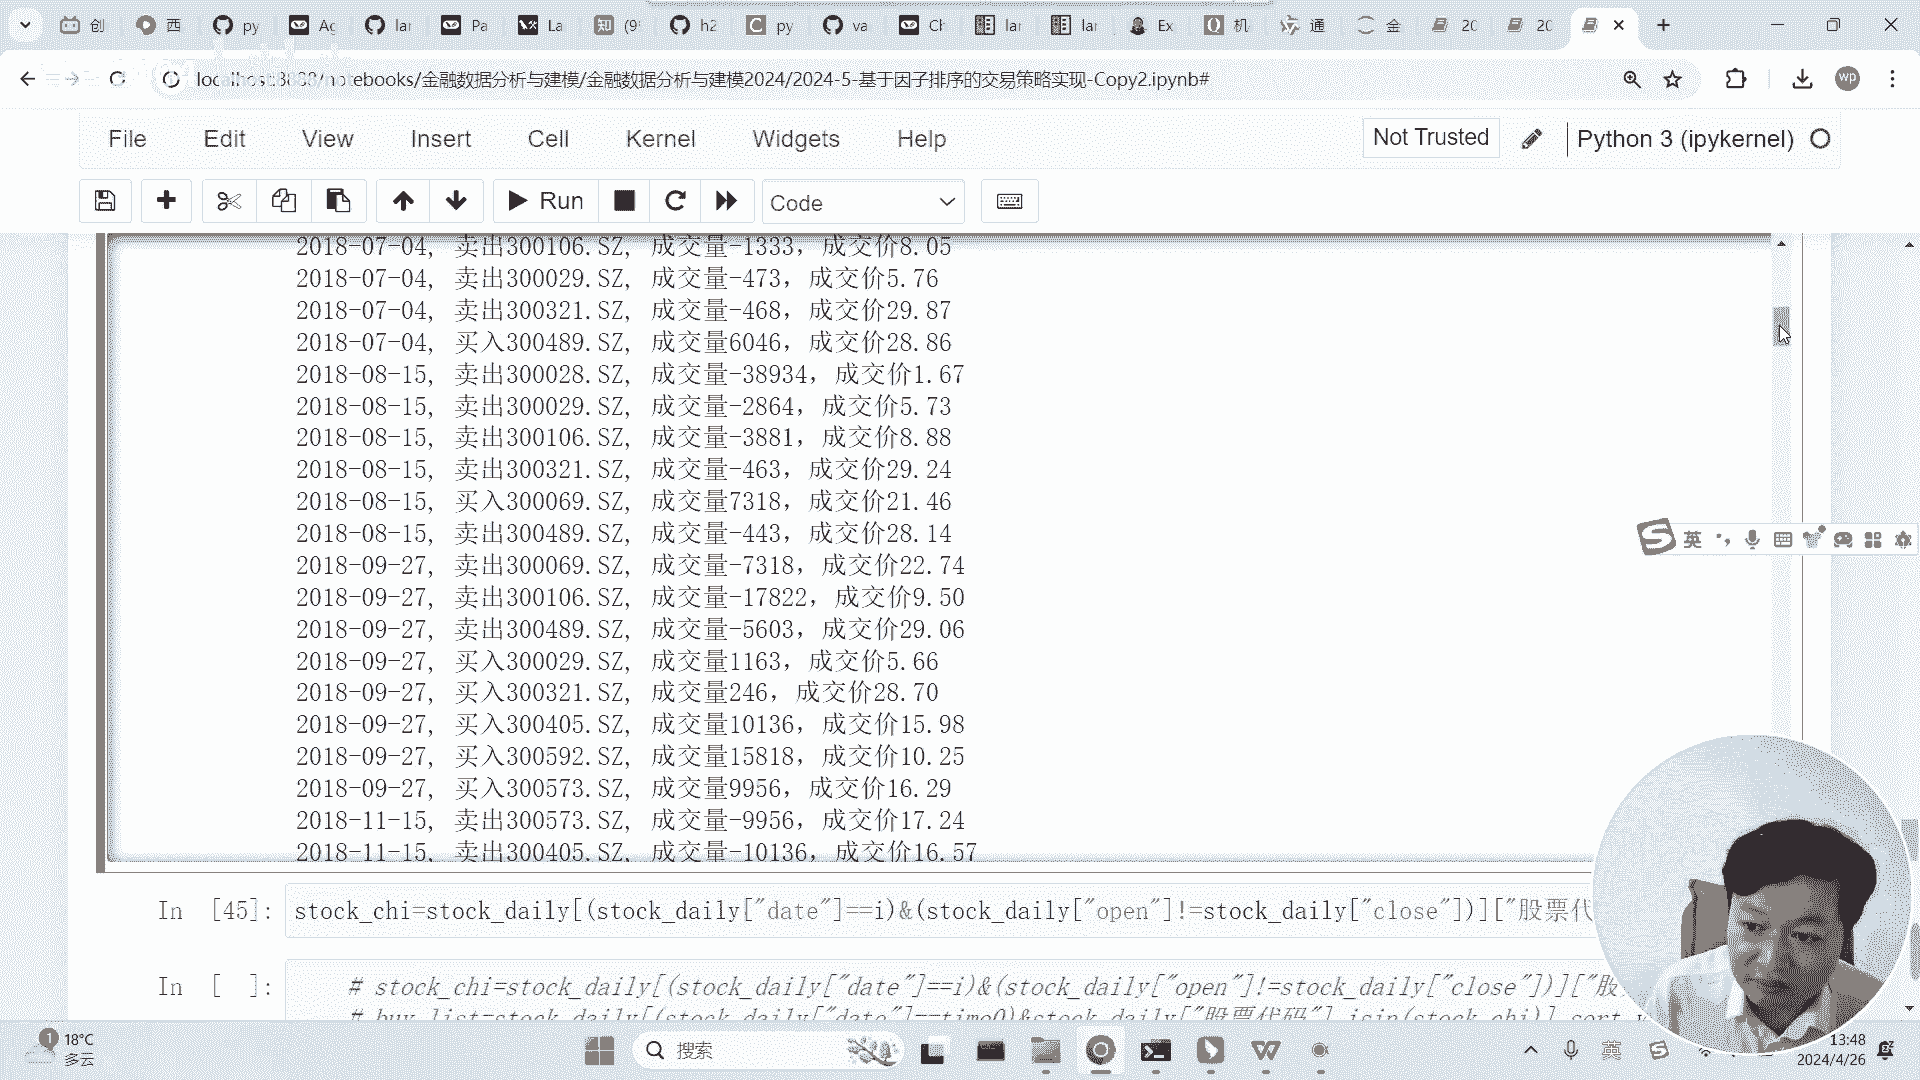 创 西 py Ag lar Pa La (9 h2 py va Ch lar lar Ex 机 通 金 20 20
localhost:8888/notebooks/金融数据分析与建模/金融数据分析与建模2024/2024-5-基于因子排序的交易策略实现-Copy2.ipynb#
wp
File Edit View Insert Cell Kernel Widgets Help Not Trusted Python 3 (ipykernel)
Run Code
2018-07-04, 卖出300106.SZ, 成交量-1333，成交价8.05
2018-07-04, 卖出300029.SZ, 成交量-473，成交价5.76
2018-07-04, 卖出300321.SZ, 成交量-468，成交价29.87
2018-07-04, 买入300489.SZ, 成交量6046，成交价28.86
2018-08-15, 卖出300028.SZ, 成交量-38934，成交价1.67
2018-08-15, 卖出300029.SZ, 成交量-2864，成交价5.73
2018-08-15, 卖出300106.SZ, 成交量-3881，成交价8.88
2018-08-15, 卖出300321.SZ, 成交量-463，成交价29.24
2018-08-15, 买入300069.SZ, 成交量7318，成交价21.46
2018-08-15, 卖出300489.SZ, 成交量-443，成交价28.14
2018-09-27, 卖出300069.SZ, 成交量-7318，成交价22.74
2018-09-27, 卖出300106.SZ, 成交量-17822，成交价9.50
2018-09-27, 卖出300489.SZ, 成交量-5603，成交价29.06
2018-09-27, 买入300029.SZ, 成交量1163，成交价5.66
2018-09-27, 买入300321.SZ, 成交量246，成交价28.70
2018-09-27, 买入300405.SZ, 成交量10136，成交价15.98
2018-09-27, 买入300592.SZ, 成交量15818，成交价10.25
2018-09-27, 买入300573.SZ, 成交量9956，成交价16.29
2018-11-15, 卖出300573.SZ, 成交量-9956，成交价17.24
2018-11-15, 卖出300405.SZ, 成交量-10136，成交价16.57
英
In [45]: stock_chi=stock_daily[(stock_daily["date"]==i)&(stock_daily["open"]!=stock_daily["close"])]["股票代
In [ ]: # stock_chi=stock_daily[(stock_daily["date"]==i)&(stock_daily["open"]!=stock_daily["close"])]["股
# buy_list=stock_daily[(stock_daily["date"]==time0)&stock_daily["股票代码"].isin(stock_chi)].sort_v
1 18°C
多云
搜索
英
13:48
2024/4/26